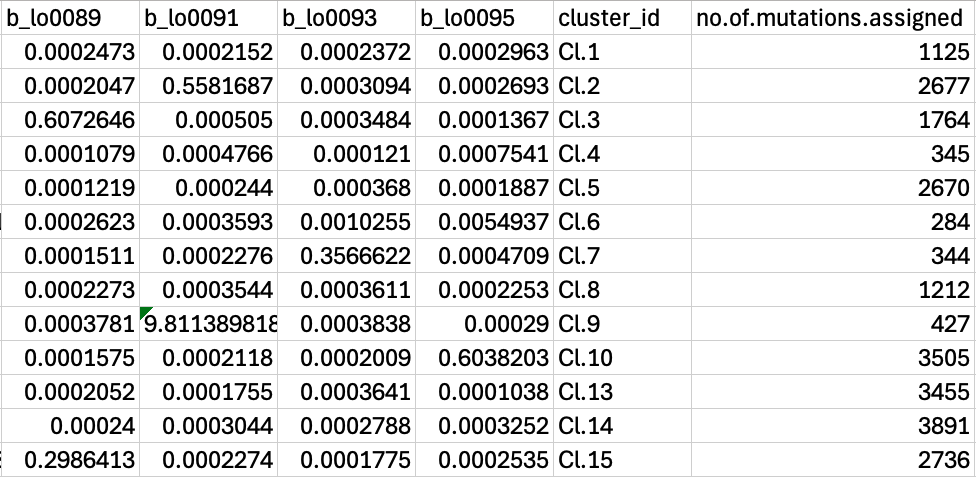 b_lo0089 b_lo0091 b_lo0093 b_lo0095 cluster_id no.of.mutations.assigned
0.0002473 0.0002152 0.0002372 0.0002963 Cl.1 1125
0.0002047 0.5581687 0.0003094 0.0002693 Cl.2 2677
0.6072646 0.000505 0.0003484 0.0001367 Cl.3 1764
0.0001079 0.0004766 0.000121 0.0007541 Cl.4 345
0.0001219 0.000244 0.000368 0.0001887 Cl.5 2670
0.0002623 0.0003593 0.0010255 0.0054937 Cl.6 284
0.0001511 0.0002276 0.3566622 0.0004709 Cl.7 344
0.0002273 0.0003544 0.0003611 0.0002253 Cl.8 1212
0.0003781 9.811389818 0.0003838 0.00029 Cl.9 427
0.0001575 0.0002118 0.0002009 0.6038203 Cl.10 3505
0.0002052 0.0001755 0.0003641 0.0001038 Cl.13 3455
0.00024 0.0003044 0.0002788 0.0003252 Cl.14 3891
0.2986413 0.0002274 0.0001775 0.0002535 Cl.15 2736